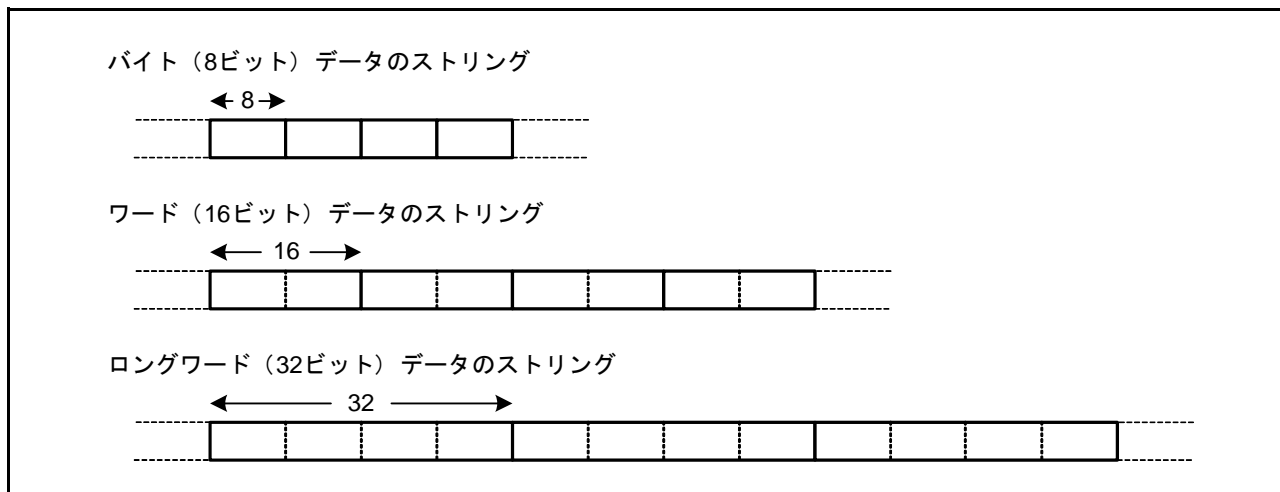 バイト（8ビット）データのストリング
8
ワード（16ビット）データのストリング
16
ロングワード（32ビット）データのストリング
32